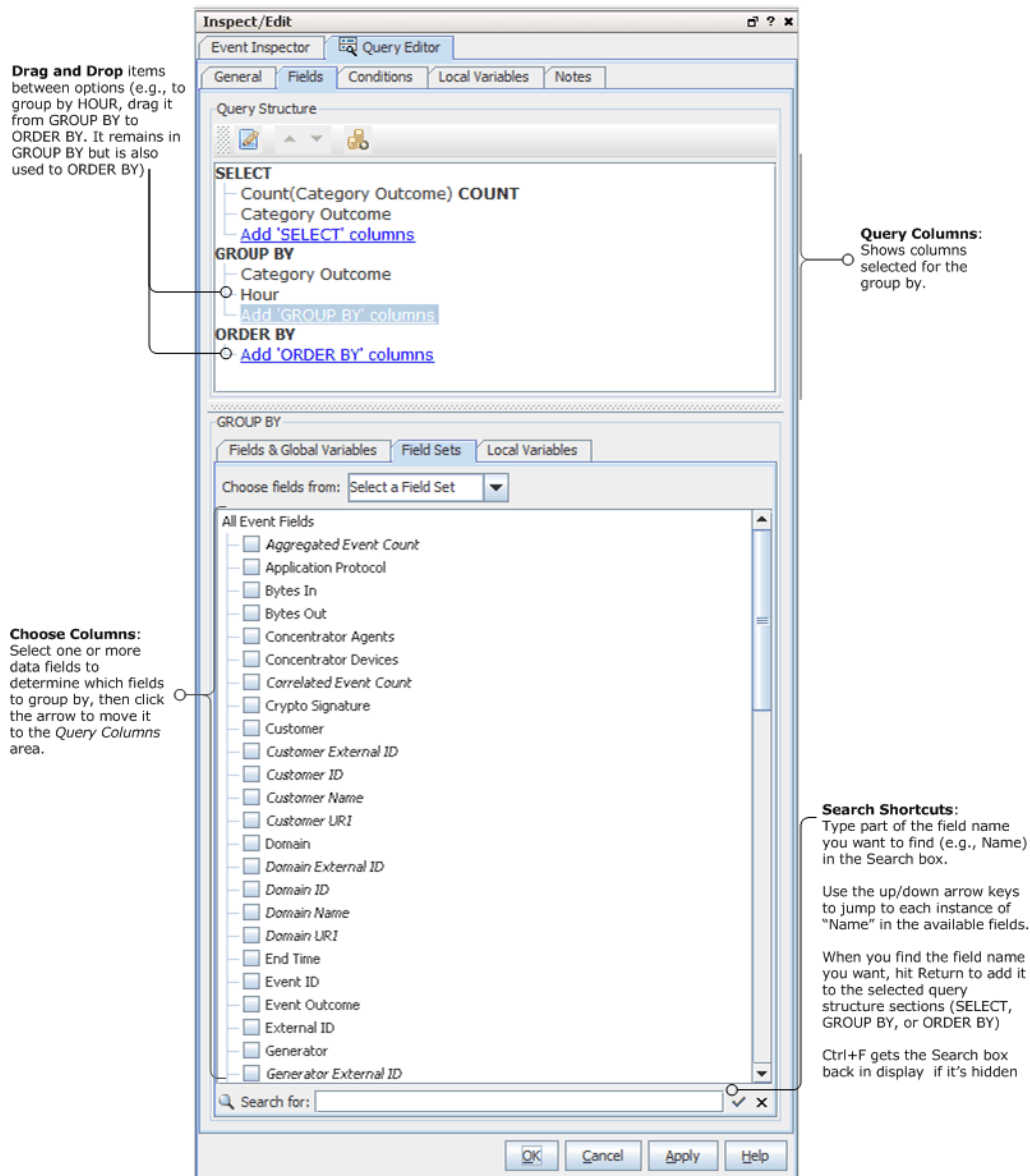 Inspect/Edit
Event Inspector
Query Editor
General
Fields
Conditions
Local Variables
Notes
Query Structure
SELECT
Count(Category Outcome) COUNT
Category Outcome
Add 'SELECT' columns
GROUP BY
Category Outcome
Hour
Add 'GROUP BY' columns
ORDER BY
Add 'ORDER BY' columns
Drag and Drop items
between options (e.g., to
group by HOUR, drag it
from GROUP BY to
ORDER BY. It remains in
GROUP BY but is also
used to ORDER BY)
Query Columns:
Shows columns
selected for the
group by.
GROUP BY
Fields & Global Variables
Field Sets
Local Variables
Choose fields from: Select a Field Set
All Event Fields
Aggregated Event Count
Application Protocol
Bytes In
Bytes Out
Concentrator Agents
Concentrator Devices
Correlated Event Count
Crypto Signature
Customer
Customer External ID
Customer ID
Customer Name
Customer URI
Domain
Domain External ID
Domain ID
Domain Name
Domain URI
End Time
Event ID
Event Outcome
External ID
Generator
Generator External ID
Search for:
Choose Columns:
Select one or more
data fields to
determine which fields
to group by, then click
the arrow to move it
to the Query Columns
area.
Search Shortcuts:
Type part of the field name
you want to find (e.g., Name)
in the Search box.
Use the up/down arrow keys
to jump to each instance of
"Name" in the available fields.
When you find the field name
you want, hit Return to add it
to the selected query
structure sections (SELECT,
GROUP BY, or ORDER BY)
Ctrl+F gets the Search box
back in display if it's hidden
OK
Cancel
Apply
Help